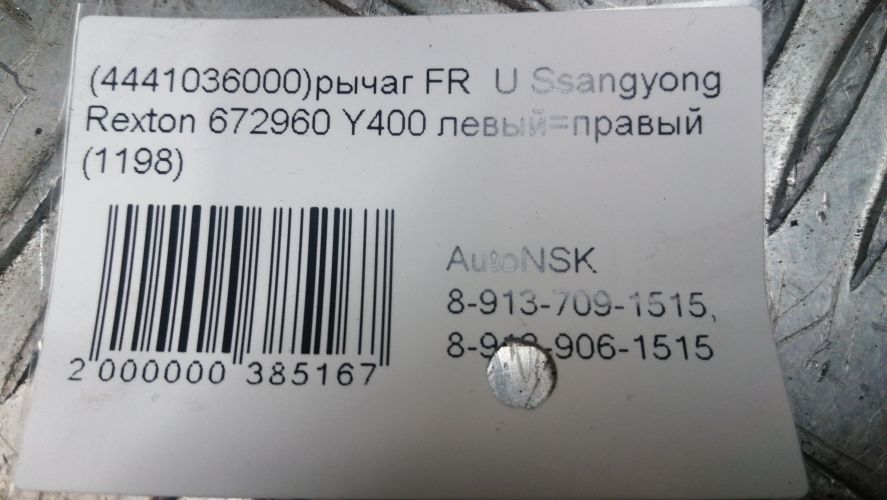 (4441036000)рычаг FR U Ssangyong
Rexton 672960 Y400 левый=правый
(1198)
AutoNSK
8-913-709-1515,
906-1515
2 000000 385167